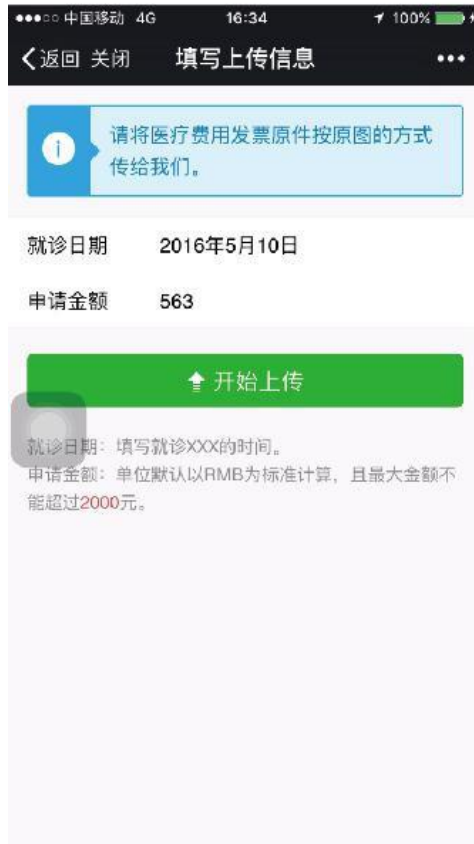 中国移动 4G 16:34 100%
返回 关闭 填写上传信息
请将医疗费用发票原件按原图的方式
传给我们。
就诊日期 2016年5月10日
申请金额 563
开始上传
就诊日期：填写就诊XXX的时间。
申请金额：单位默认以RMB为标准计算，且最大金额不
能超过2000元。